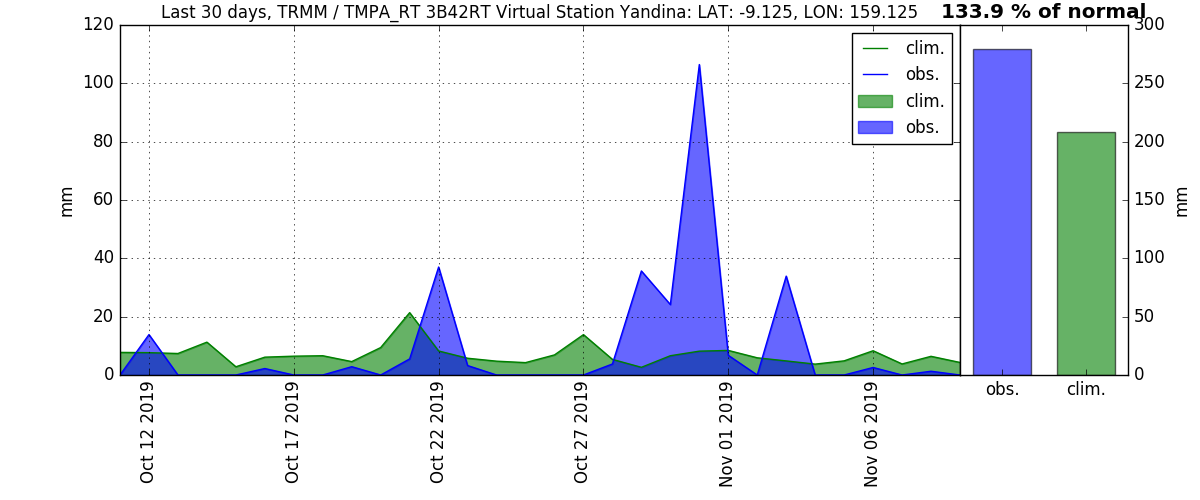 Last 30 days, TRMM / TMPA_RT 3B42RT Virtual Station Yandina: LAT: -9.125, LON: 159.125
133.9 % of normal
120
100
80
60
40
20
0
mm
clim.
obs.
clim.
obs.
300
250
200
150
100
50
0
mm
obs.
clim.
Oct 12 2019
Oct 17 2019
Oct 22 2019
Oct 27 2019
Nov 01 2019
Nov 06 2019